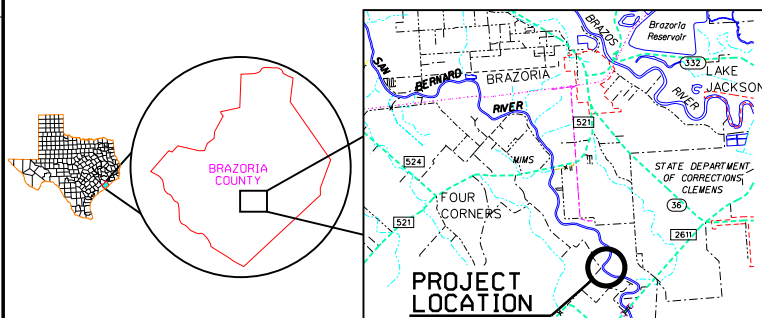 BRAZORIA
COUNTY
SAN
BERNARD
RIVER
BRAZORIA
BRAZOS
RIVER
Brazoria
Reservoir
332
LAKE
JACKSON
521
524
MIMS
STATE DEPARTMENT
OF CORRECTIONS
CLEMENS
36
FOUR
CORNERS
521
2611
PROJECT
LOCATION